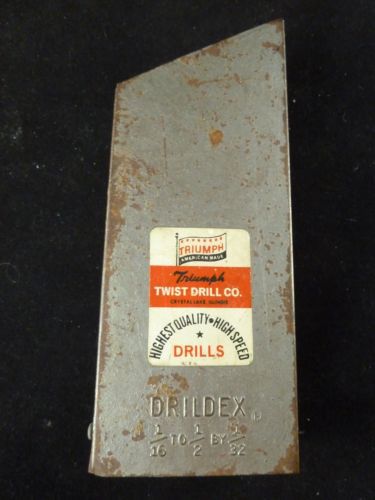 TRIUMPH
AMERICAN MADE
Triumph
TWIST DRILL CO.
CRYSTAL LAKE, ILLINOIS
HIGHEST QUALITY • HIGH SPEED
★
DRILLS
DRILDEX
1/16 TO 1/2 BY 1/32